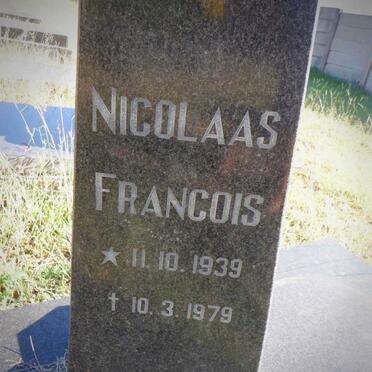 NICOLAAS
FRANCOIS
★ 11. 10. 1939
† 10. 3. 1979